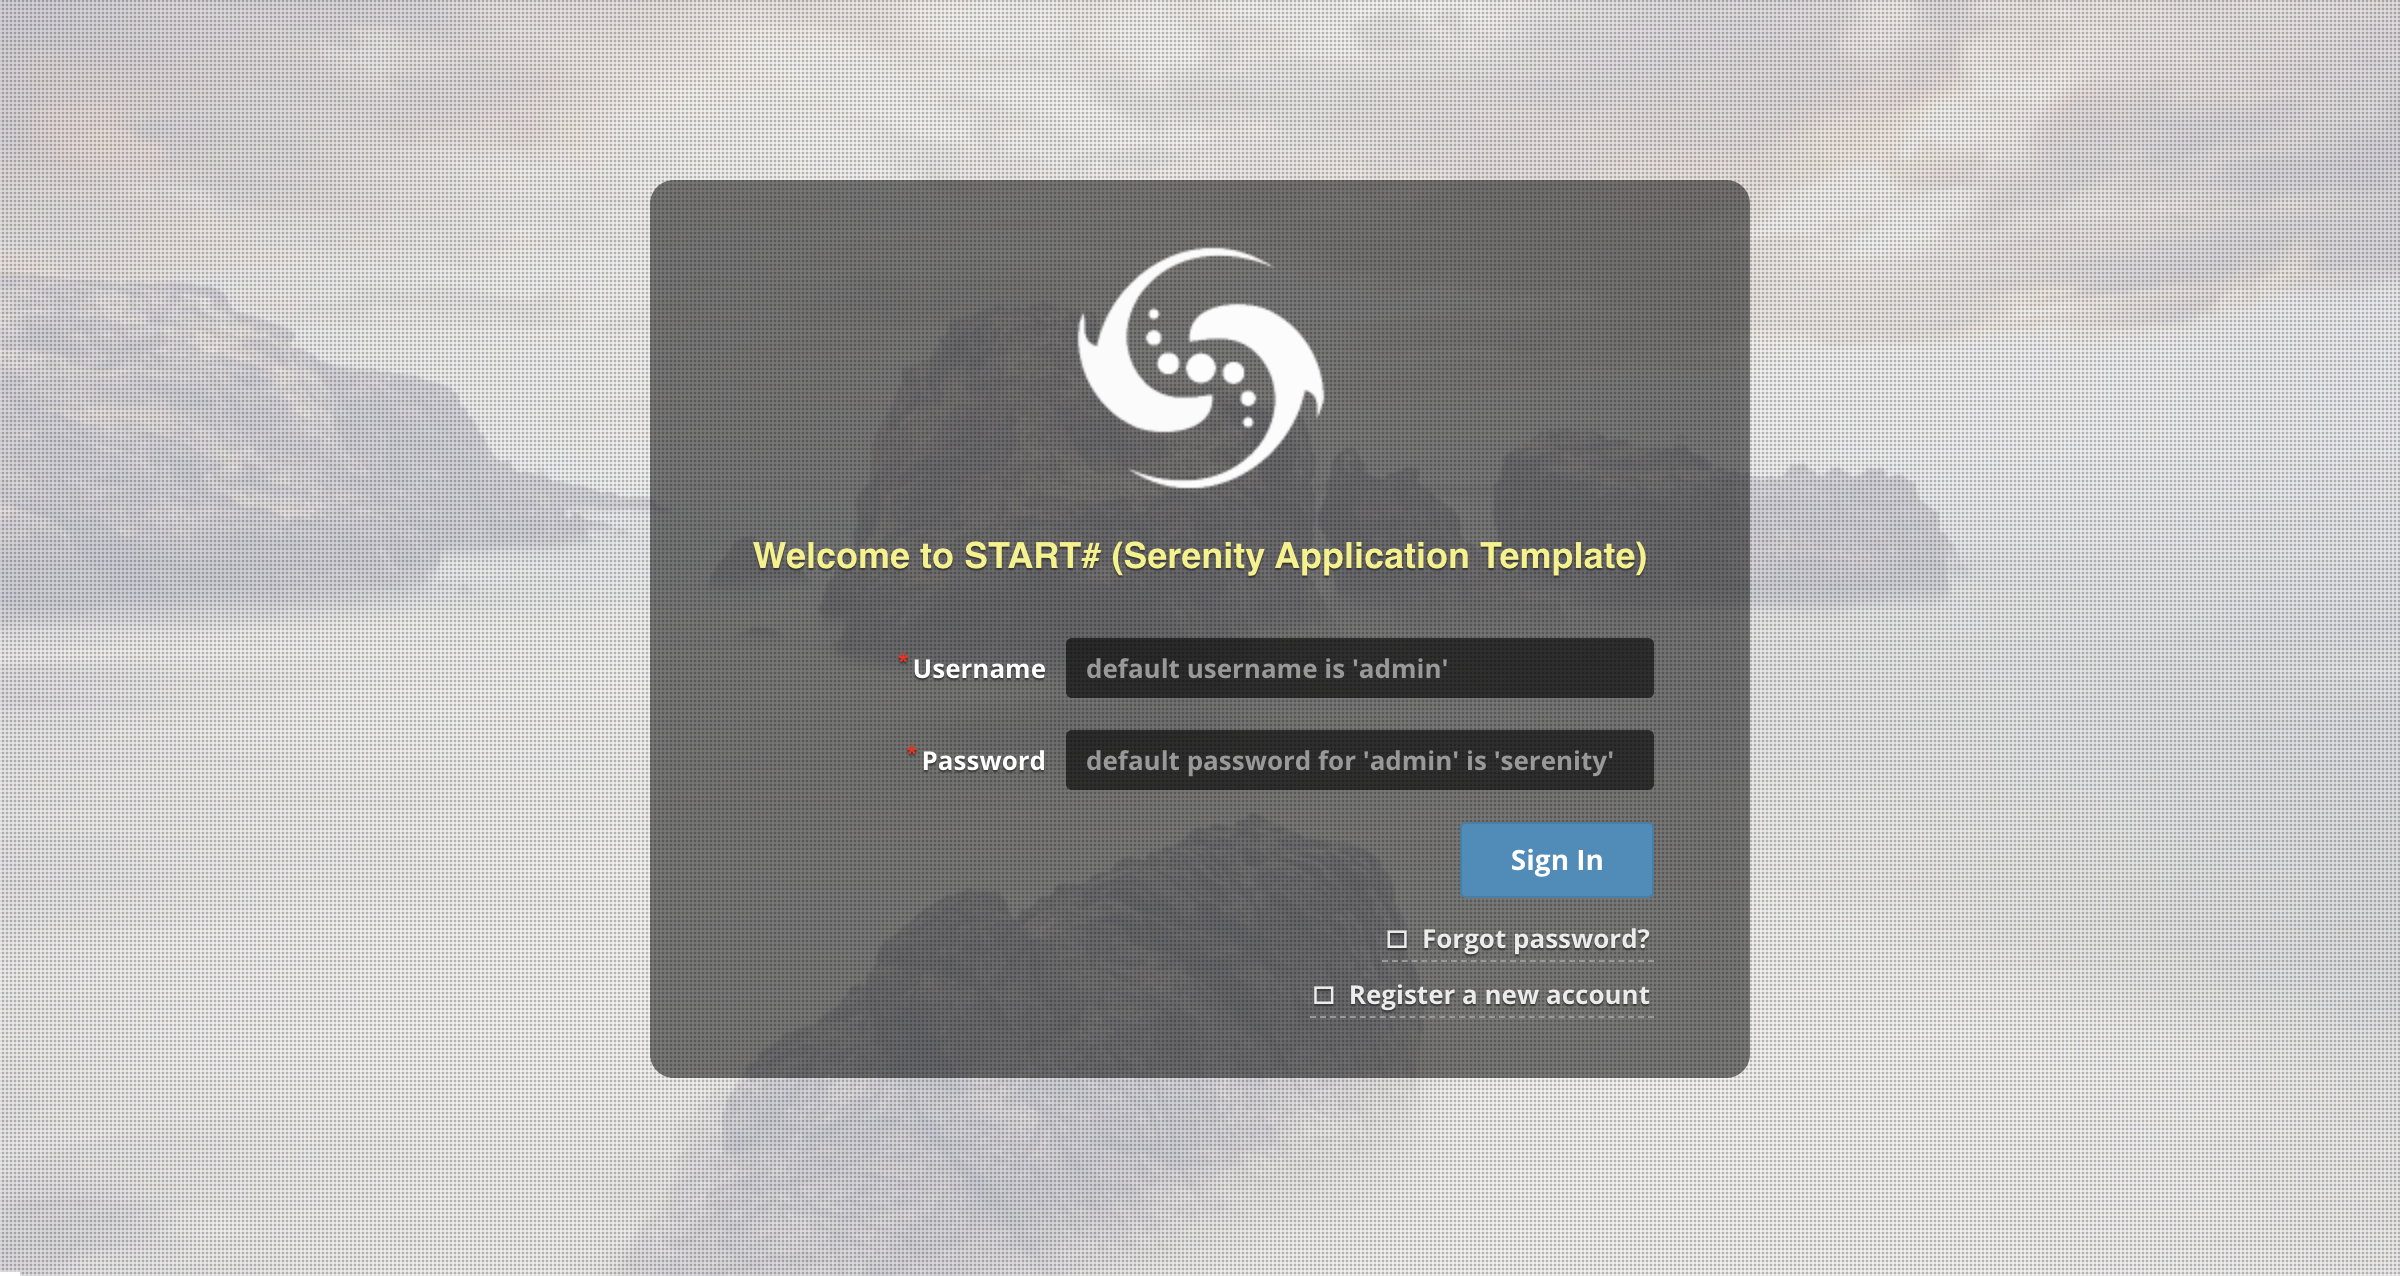 Welcome to START# (Serenity Application Template)
* Username
default username is 'admin'
* Password
default password for 'admin' is 'serenity'
Sign In
Forgot password?
Register a new account